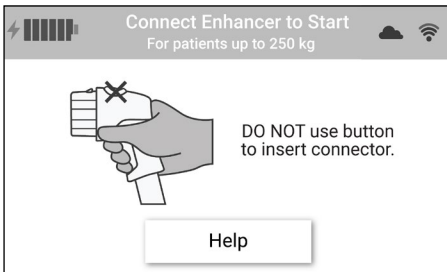 Connect Enhancer to Start
For patients up to 250 kg
DO NOT use button
to insert connector.
Help